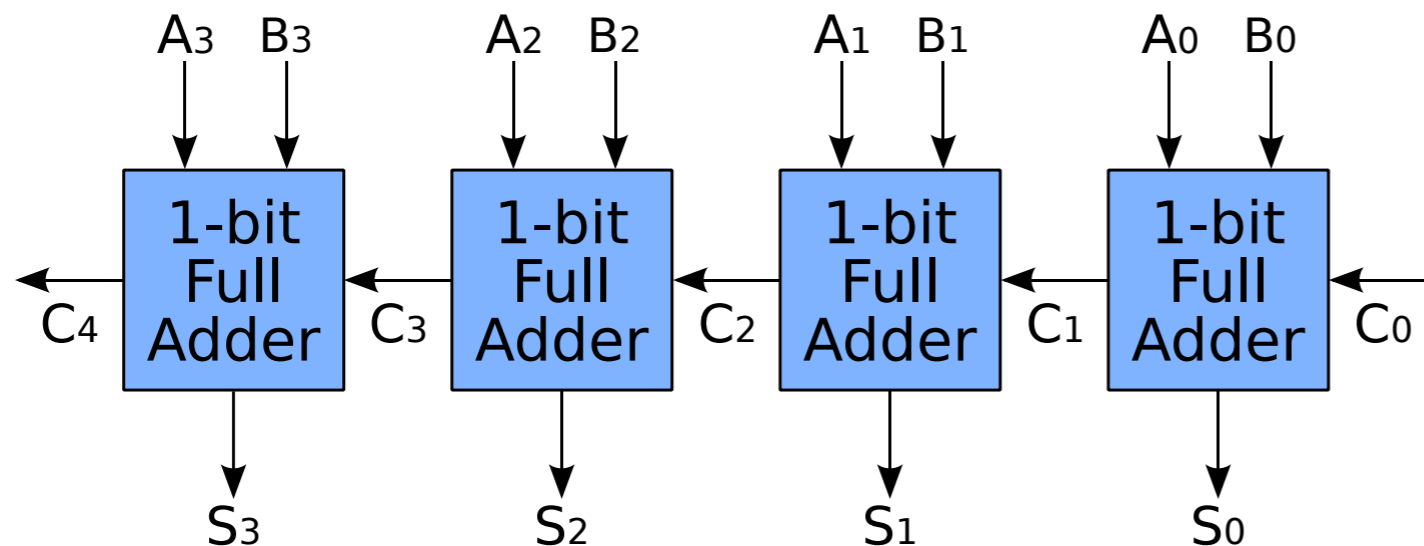 A3 B3 A2 B2 A1 B1 A0 B0
1-bit Full Adder
1-bit Full Adder
1-bit Full Adder
1-bit Full Adder
C4 C3 C2 C1 C0
S3 S2 S1 S0